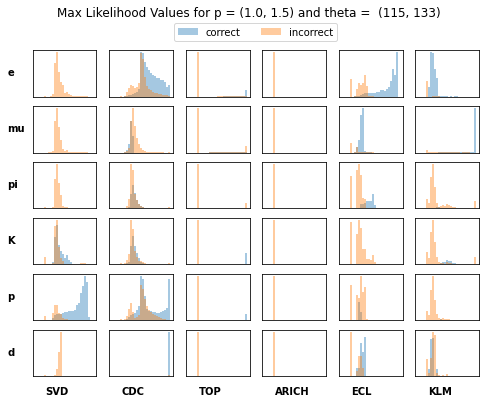 Max Likelihood Values for p = (1.0, 1.5) and theta =  (115, 133)
correct incorrect
e
mu
pi
K
p
d
SVD CDC TOP ARICH ECL KLM